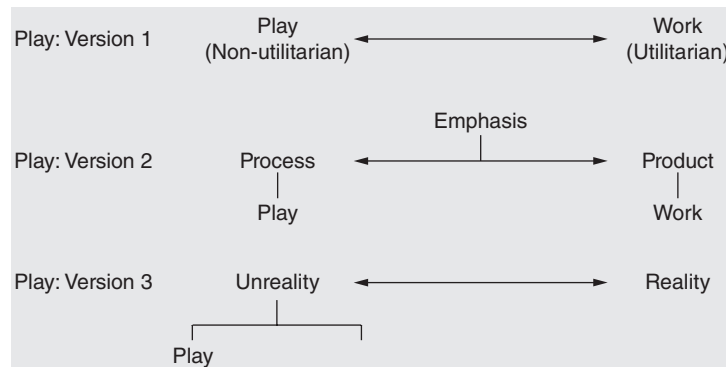 Play: Version 1
Play
(Non-utilitarian)
Work
(Utilitarian)
Emphasis
Play: Version 2
Process
Product
Play
Work
Play: Version 3
Unreality
Reality
Play